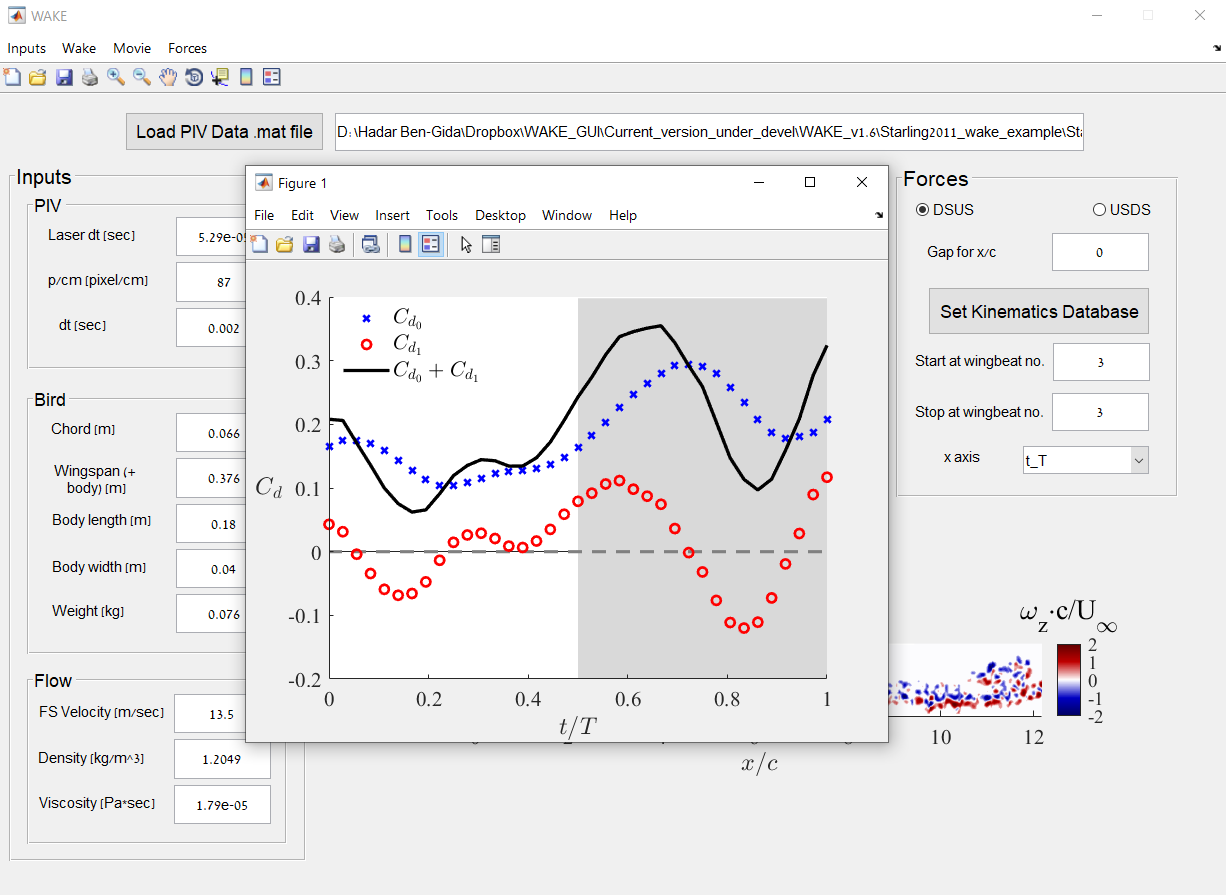 WAKE
Inputs Wake Movie Forces
Load PIV Data .mat file
D:\Hadar Ben-Gida\Dropbox\WAKE_GUI\Current_version_under_devel\WAKE_v1.6\Starling2011_wake_example\Sta
Inputs
PIV
Laser dt [sec] 5.29e-05
p/cm [pixel/cm] 87
dt [sec] 0.002
Bird
Chord [m] 0.066
Wingspan (+
body) [m] 0.376
Body length [m] 0.18
Body width [m] 0.04
Weight [kg] 0.076
Flow
FS Velocity [m/sec] 13.5
Density [kg/m^3] 1.2049
Viscosity [Pa*sec] 1.79e-05
Figure 1
File Edit View Insert Tools Desktop Window Help
C_{d_0}
C_{d_1}
C_{d_0} + C_{d_1}
C_d
0.4
0.3
0.2
0.1
0
-0.1
-0.2
0 0.2 0.4 0.6 0.8 1
t/T
Forces
DSUS USDS
Gap for x/c 0
Set Kinematics Database
Start at wingbeat no. 3
Stop at wingbeat no. 3
x axis t_T
ω_z·c/U_∞
2
1
0
-1
-2
10 12
x/c